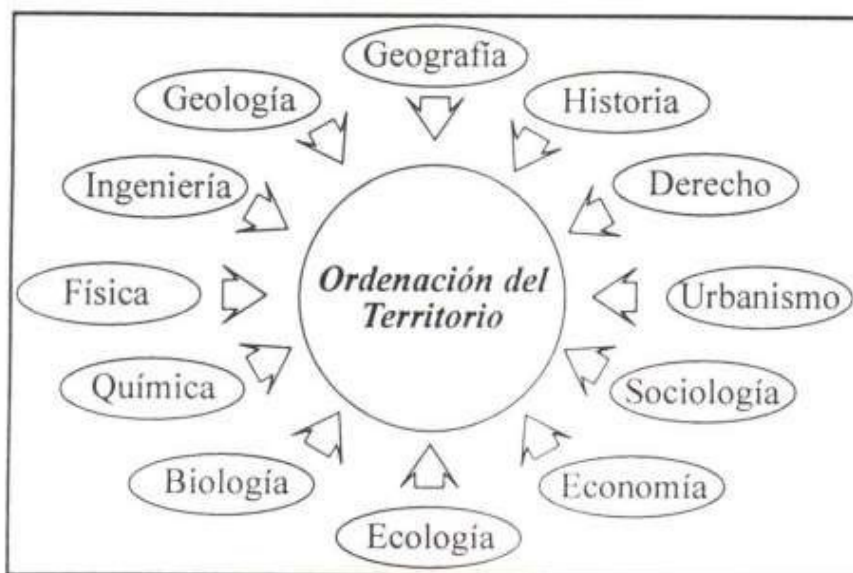 Geografía
Geología
Historia
Ingeniería
Derecho
Ordenación del
Territorio
Física
Urbanismo
Química
Sociología
Biología
Economía
Ecología